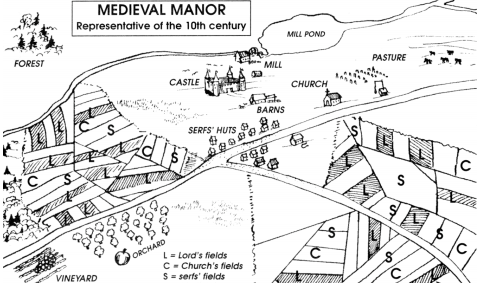 MEDIEVAL MANOR
Representative of the 10th century
FOREST
MILL POND
MILL
PASTURE
CASTLE
CHURCH
BARNS
SERFS' HUTS
L
L
C
S
L
L
C
S
C
S
L
L
S
L
L
C
L
S
L
S
L
S
C
L
S
C
ORCHARD
VINEYARD
L = Lord's fields
C = Church's fields
S = serfs' fields